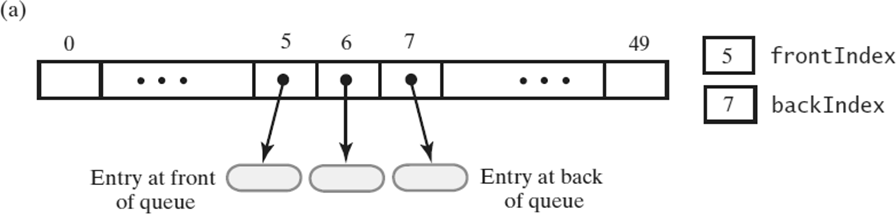 (a)
0 5 6 7 49
5 frontIndex
7 backIndex
Entry at front
of queue
Entry at back
of queue